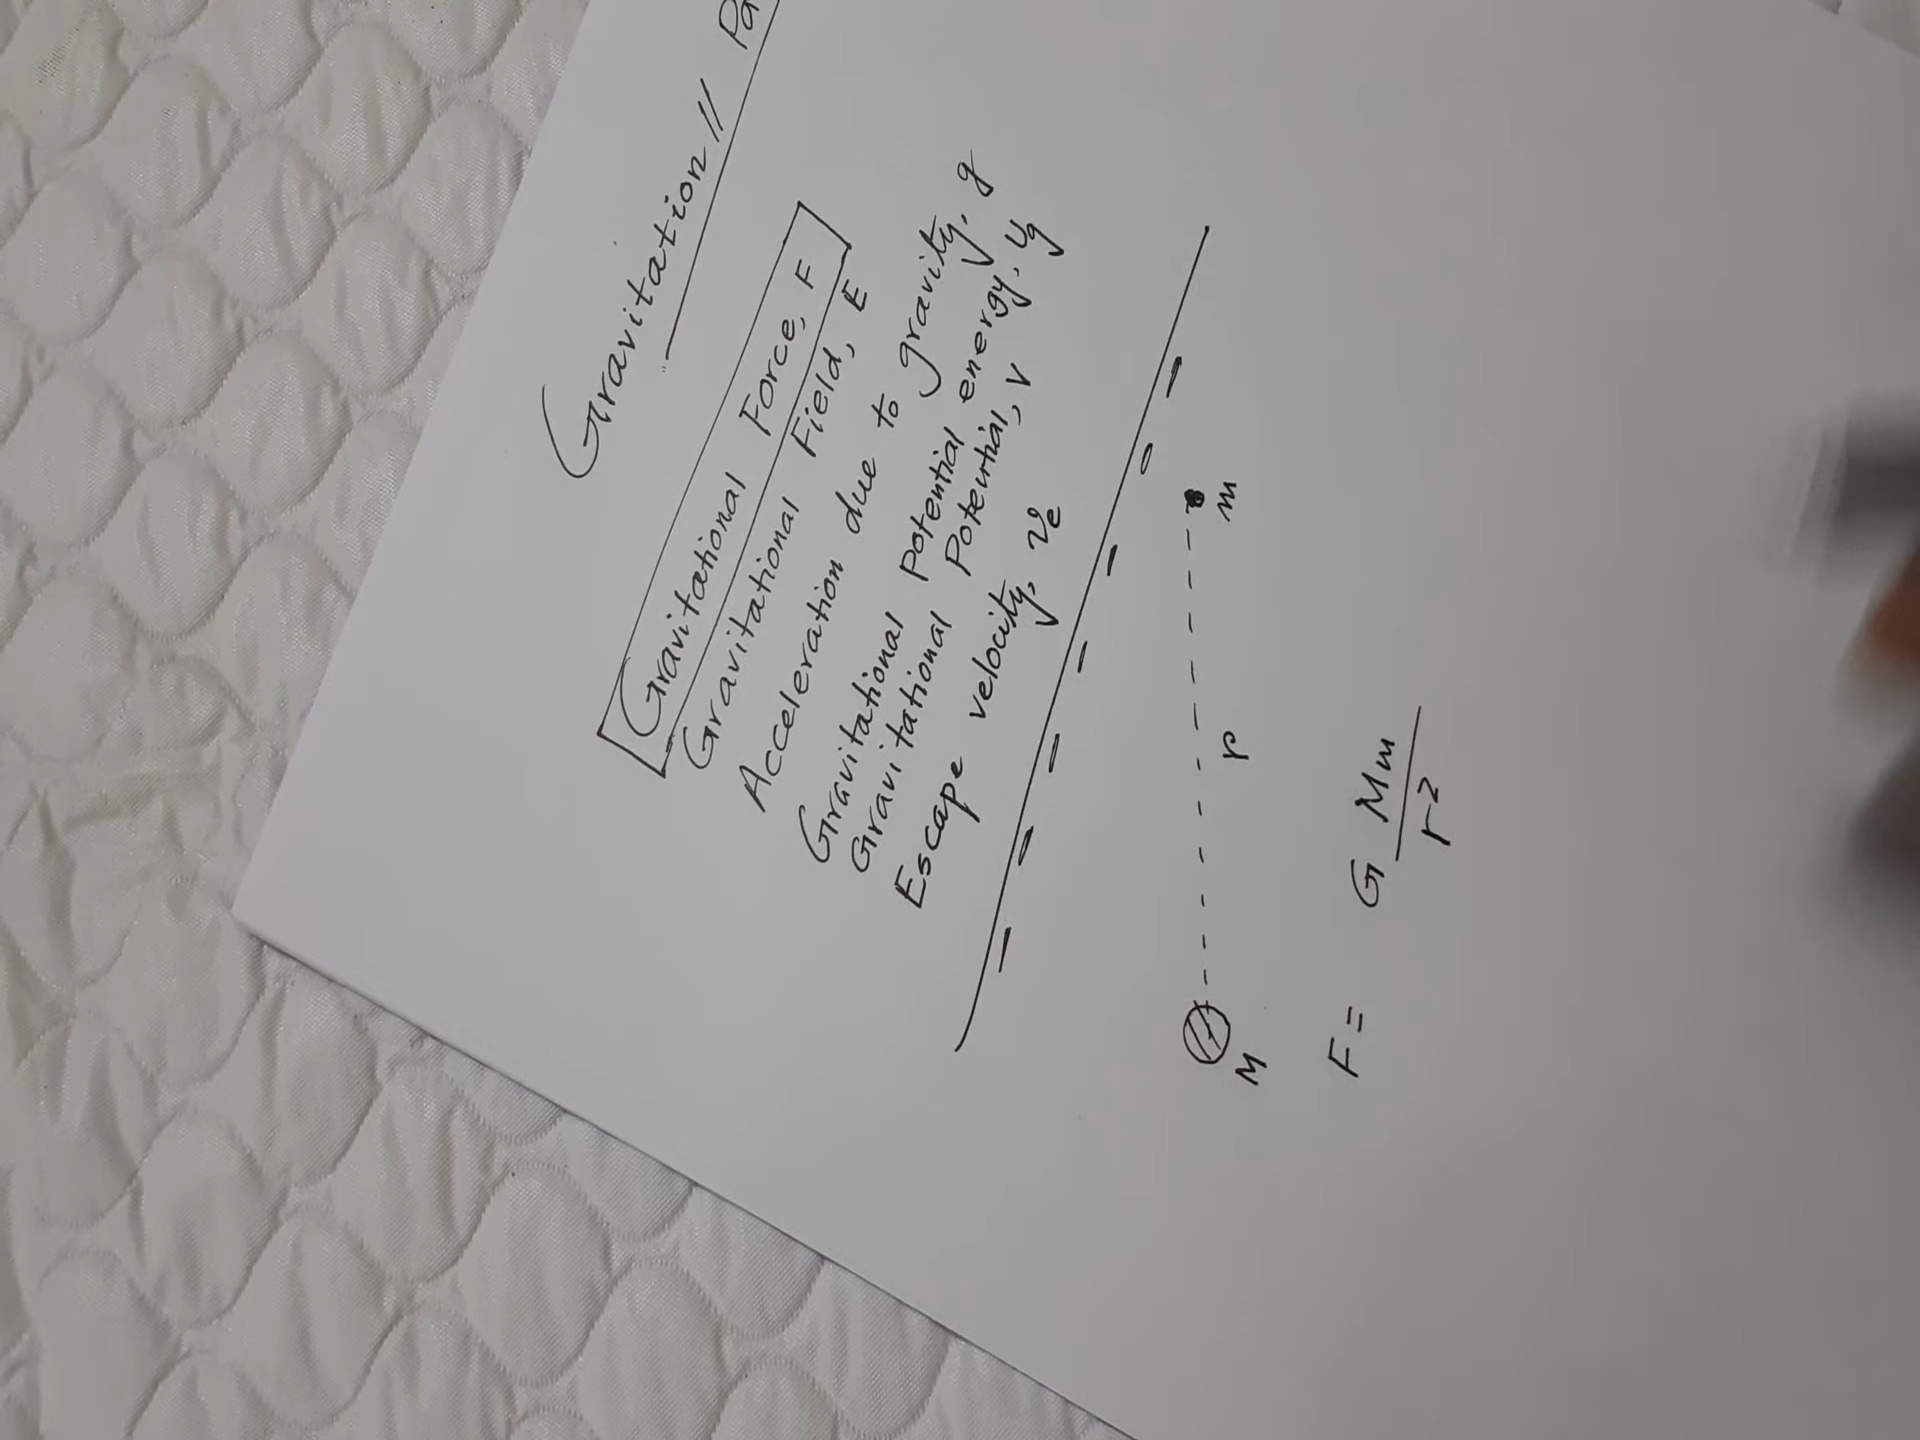 Gravitation //
Gravitational Force, F
Gravitational Field, E
Acceleration due to gravity, g
Gravitational Potential energy, Ug
Gravitational Potential, V
Escape velocity, ve
M r m
F = G Mm / r²